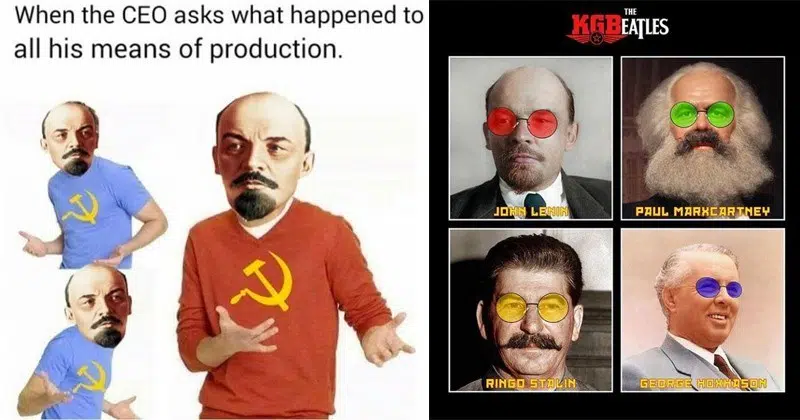 When the CEO asks what happened to
all his means of production.
THE
KGBEATLES
JOHN LENIN
PAUL MARXCARTNEY
RINGO STALIN
GEORGE HOXHASON